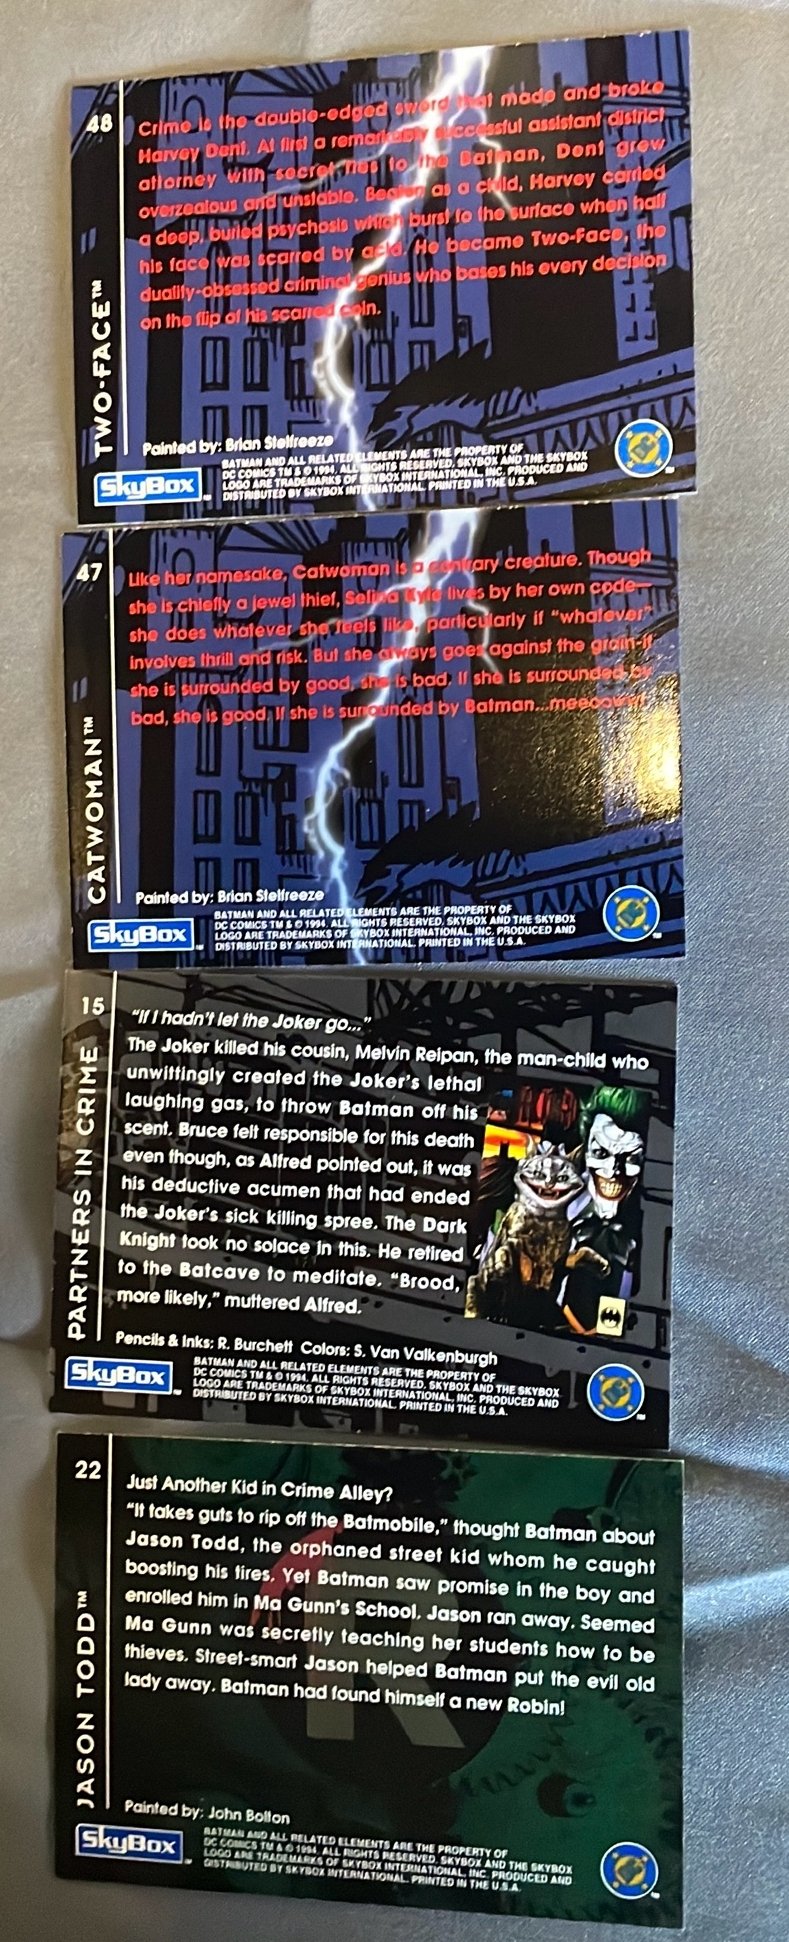 48
TWO-FACE™
Crime is the double-edged sword that made and broke
Harvey Dent. At first a remarkably successful assistant district
attorney with secret ties to the Batman, Dent grew
overzealous and unstable. Beaten as a child, Harvey carried
a deep, buried psychosis which burst to the surface when half
his face was scarred by acid. He became Two-Face, the
duality-obsessed criminal genius who bases his every decision
on the flip of his scarred coin.
Painted by: Brian Stelfreeze
SkyBox™
BATMAN AND ALL RELATED ELEMENTS ARE THE PROPERTY OF
DC COMICS TM & © 1994. ALL RIGHTS RESERVED. SKYBOX AND THE SKYBOX
LOGO ARE TRADEMARKS OF SKYBOX INTERNATIONAL, INC. PRODUCED AND
DISTRIBUTED BY SKYBOX INTERNATIONAL. PRINTED IN THE U.S.A.
DC™
47
CATWOMAN™
Like her namesake, Catwoman is a contrary creature. Though
she is chiefly a jewel thief, Selina Kyle lives by her own code—
she does whatever she feels like, particularly if "whatever"
involves thrill and risk. But she always goes against the grain-if
she is surrounded by good, she is bad. If she is surrounded by
bad, she is good. If she is surrounded by Batman...meeooww!
Painted by: Brian Stelfreeze
SkyBox™
BATMAN AND ALL RELATED ELEMENTS ARE THE PROPERTY OF
DC COMICS TM & © 1994. ALL RIGHTS RESERVED. SKYBOX AND THE SKYBOX
LOGO ARE TRADEMARKS OF SKYBOX INTERNATIONAL, INC. PRODUCED AND
DISTRIBUTED BY SKYBOX INTERNATIONAL. PRINTED IN THE U.S.A.
DC™
15
PARTNERS IN CRIME
"If I hadn't let the Joker go..."
The Joker killed his cousin, Melvin Reipan, the man-child who
unwittingly created the Joker's lethal
laughing gas, to throw Batman off his
scent. Bruce felt responsible for this death
even though, as Alfred pointed out, it was
his deductive acumen that had ended
the Joker's sick killing spree. The Dark
Knight took no solace in this. He retired
to the Batcave to meditate. "Brood,
more likely," muttered Alfred.
Pencils & Inks: R. Burchett Colors: S. Van Valkenburgh
SkyBox™
BATMAN AND ALL RELATED ELEMENTS ARE THE PROPERTY OF
DC COMICS TM & © 1994. ALL RIGHTS RESERVED. SKYBOX AND THE SKYBOX
LOGO ARE TRADEMARKS OF SKYBOX INTERNATIONAL, INC. PRODUCED AND
DISTRIBUTED BY SKYBOX INTERNATIONAL. PRINTED IN THE U.S.A.
DC™
22
JASON TODD™
Just Another Kid in Crime Alley?
"It takes guts to rip off the Batmobile," thought Batman about
Jason Todd, the orphaned street kid whom he caught
boosting his tires. Yet Batman saw promise in the boy and
enrolled him in Ma Gunn's School. Jason ran away. Seemed
Ma Gunn was secretly teaching her students how to be
thieves. Street-smart Jason helped Batman put the evil old
lady away. Batman had found himself a new Robin!
R
Painted by: John Bolton
SkyBox™
BATMAN AND ALL RELATED ELEMENTS ARE THE PROPERTY OF
DC COMICS TM & © 1994. ALL RIGHTS RESERVED. SKYBOX AND THE SKYBOX
LOGO ARE TRADEMARKS OF SKYBOX INTERNATIONAL, INC. PRODUCED AND
DISTRIBUTED BY SKYBOX INTERNATIONAL. PRINTED IN THE U.S.A.
DC™